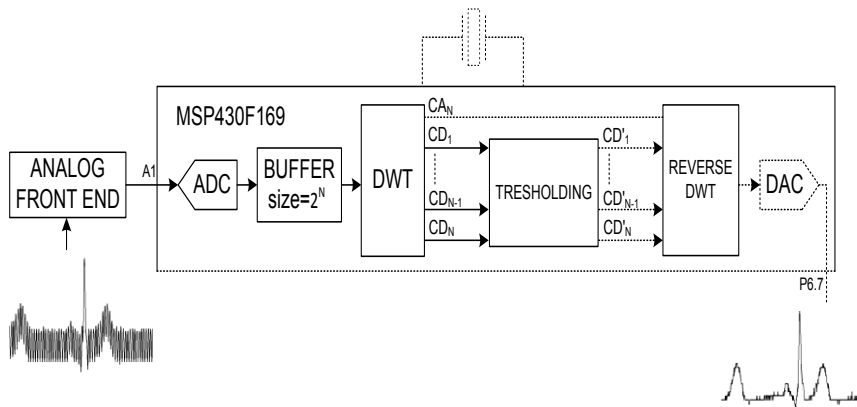 MSP430F169
ANALOG
FRONT END
A1
ADC
BUFFER
size=2^N
DWT
CA_N
CD_1
CD_N-1
CD_N
TRESHOLDING
CD'_1
CD'_N-1
CD'_N
REVERSE
DWT
DAC
P6.7